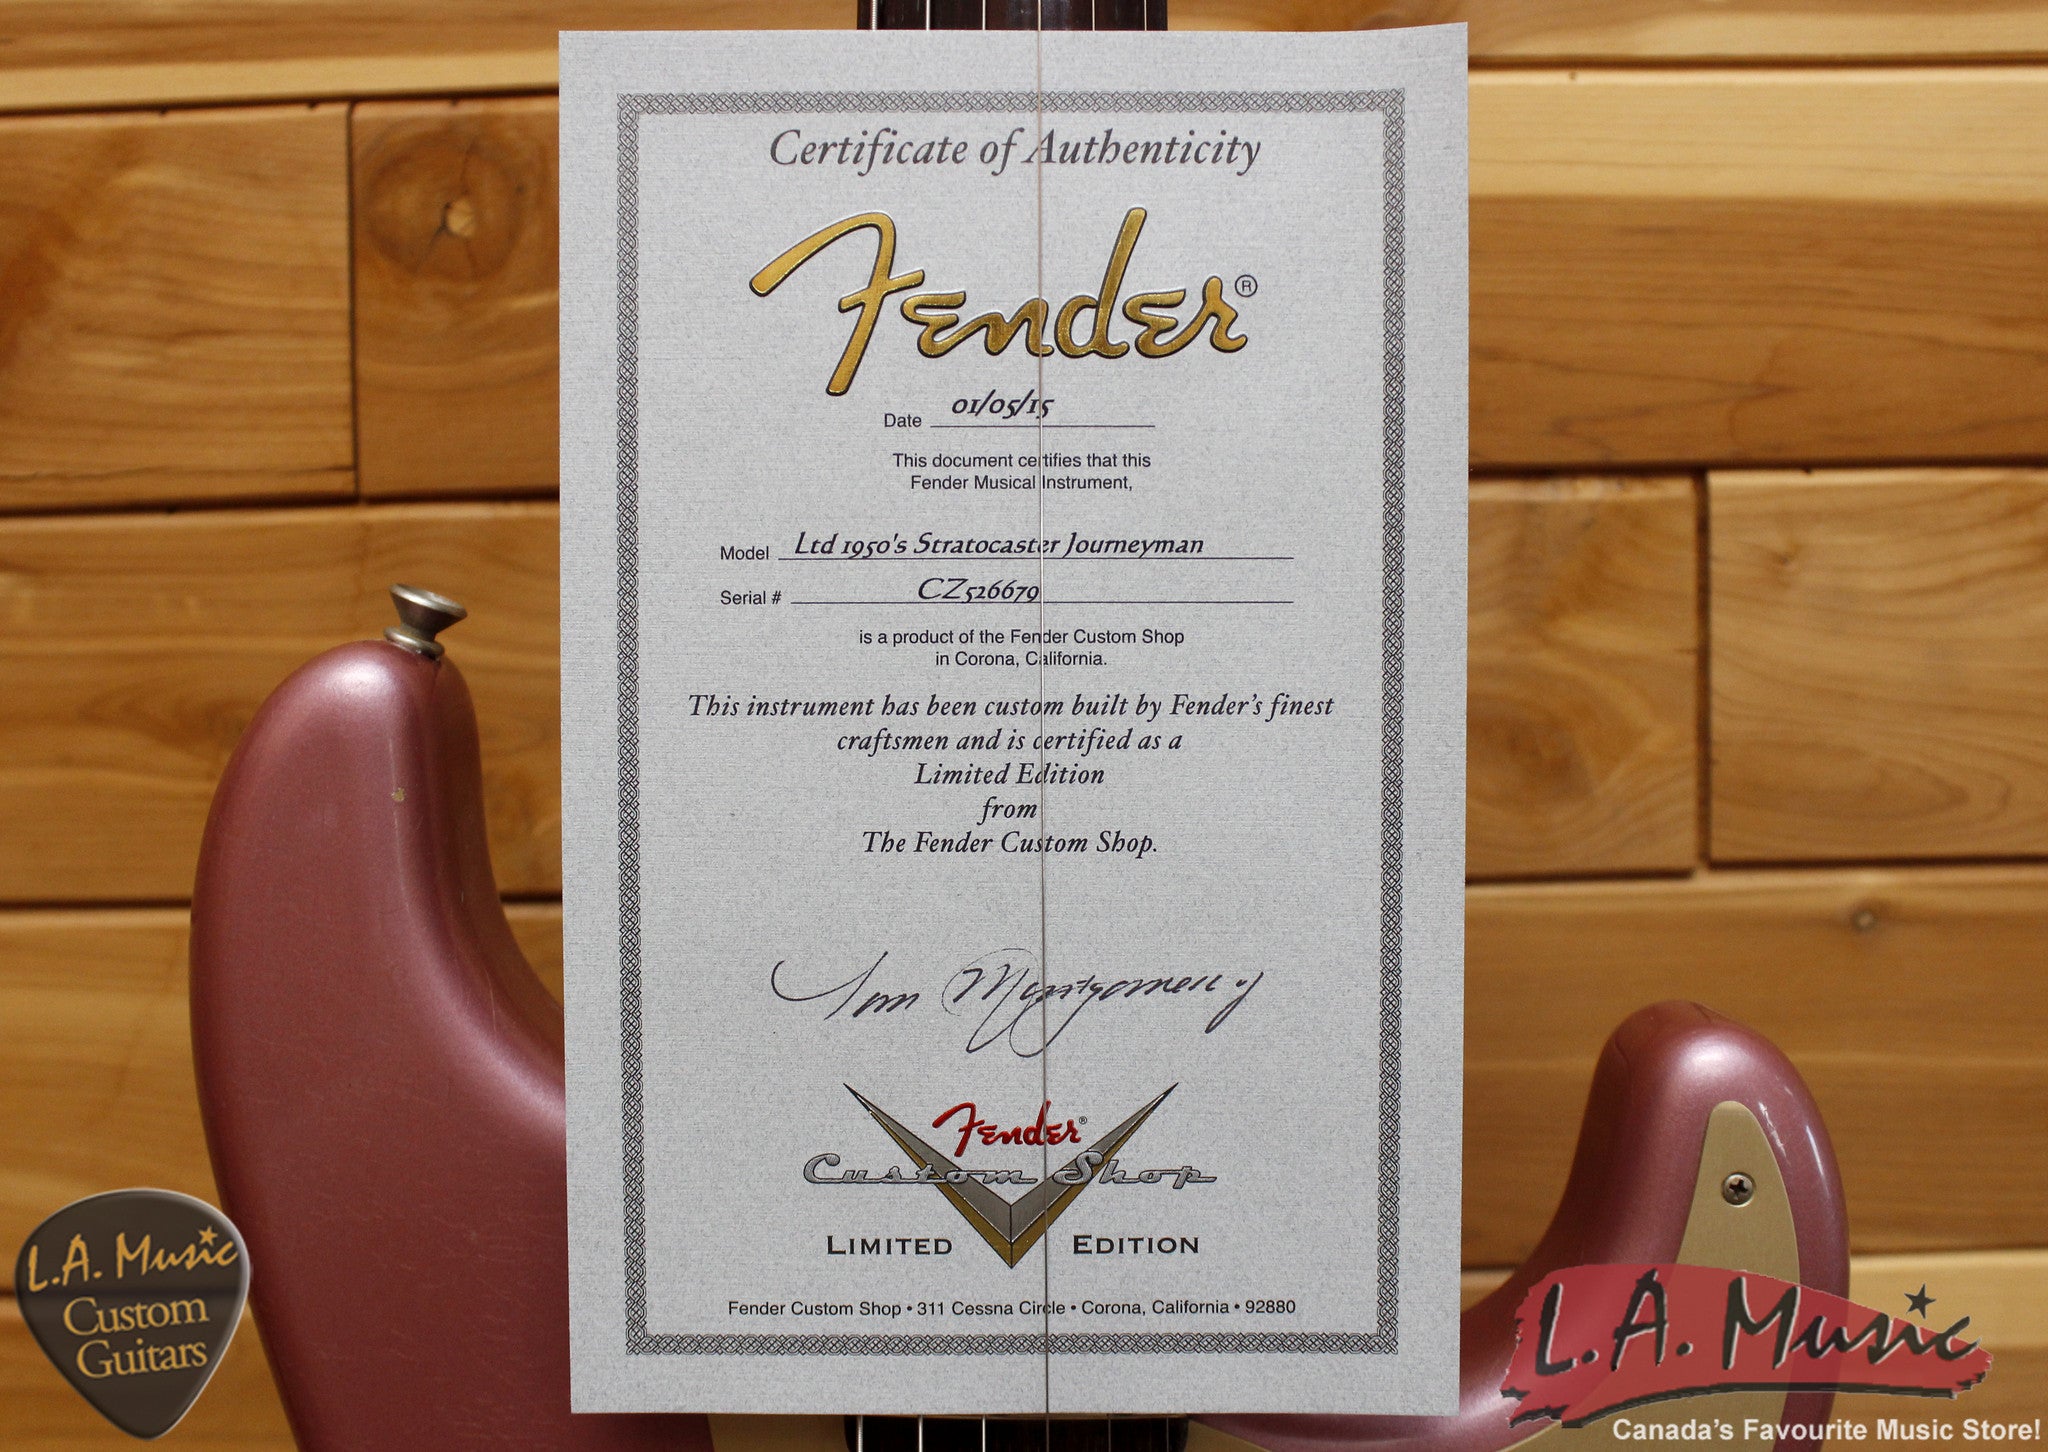 Certificate of Authenticity
Fender®
Date 01/05/15
This document certifies that this
Fender Musical Instrument,
Model Ltd 1950's Stratocaster Journeyman
Serial # CZ526679
is a product of the Fender Custom Shop
in Corona, California.
This instrument has been custom built by Fender's finest
craftsmen and is certified as a
Limited Edition
from
The Fender Custom Shop.
Tom Montgomery
Fender®
Custom Shop
LIMITED EDITION
Fender Custom Shop • 311 Cessna Circle • Corona, California • 92880
L.A. Music
Custom
Guitars
L.A. Music
Canada's Favourite Music Store!